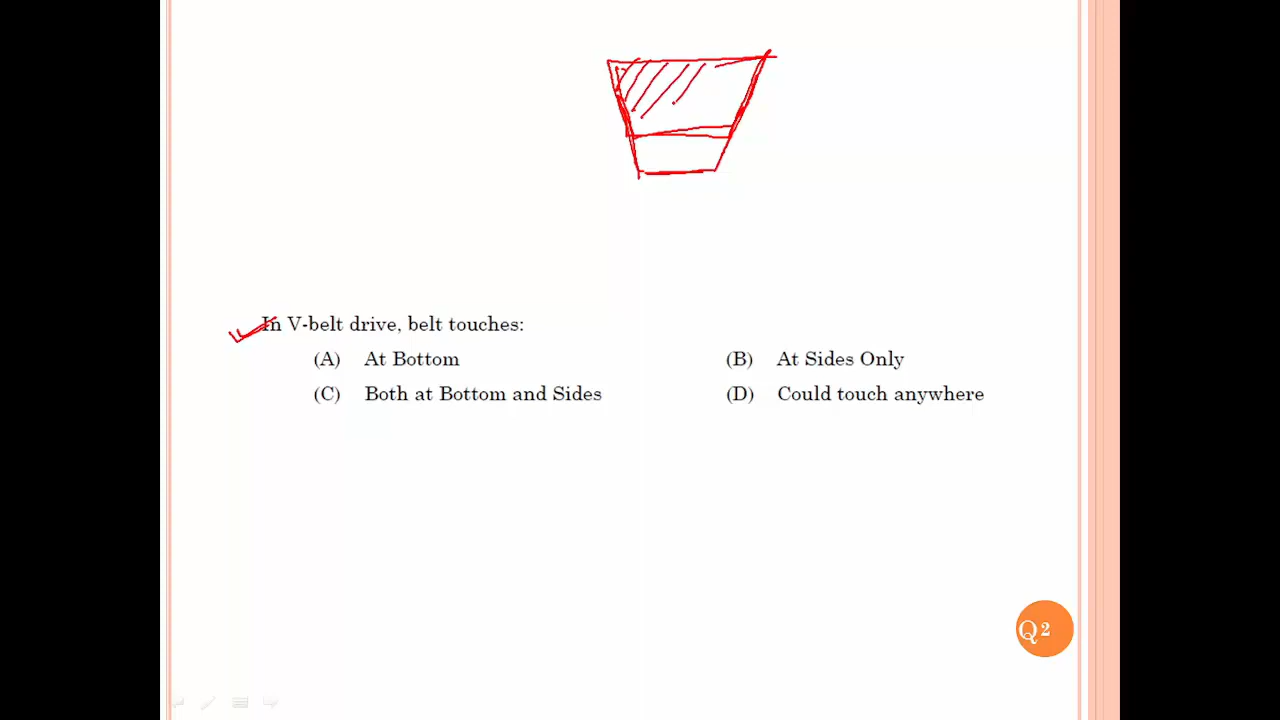 In V-belt drive, belt touches:
(A) At Bottom (B) At Sides Only
(C) Both at Bottom and Sides (D) Could touch anywhere
Q2